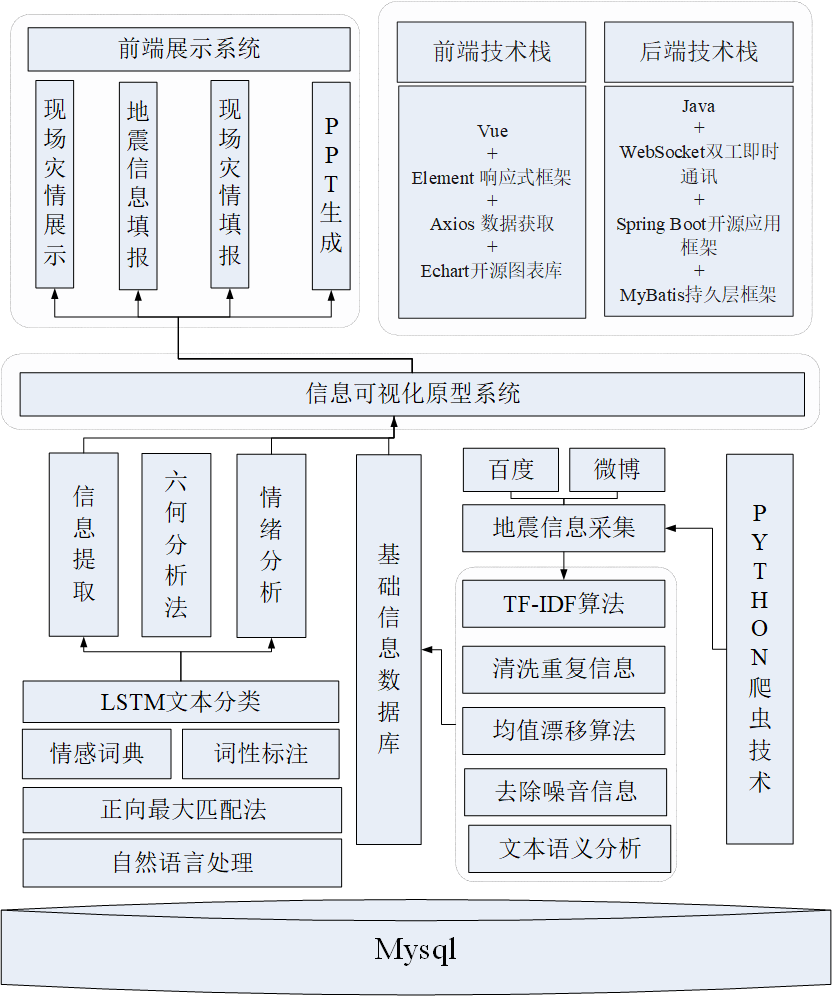 前端展示系统
现场灾情展示
地震信息填报
现场灾情填报
PPT生成
前端技术栈
Vue
+
Element 响应式框架
+
Axios 数据获取
+
Echart开源图表库
后端技术栈
Java
+
WebSocket双工即时
通讯
+
Spring Boot开源应用
框架
+
MyBatis持久层框架
信息可视化原型系统
信息提取
六何分析法
情绪分析
LSTM文本分类
情感词典
词性标注
正向最大匹配法
自然语言处理
基础信息数据库
百度
微博
地震信息采集
TF-IDF算法
清洗重复信息
均值漂移算法
去除噪音信息
文本语义分析
PYTHON爬虫技术
Mysql